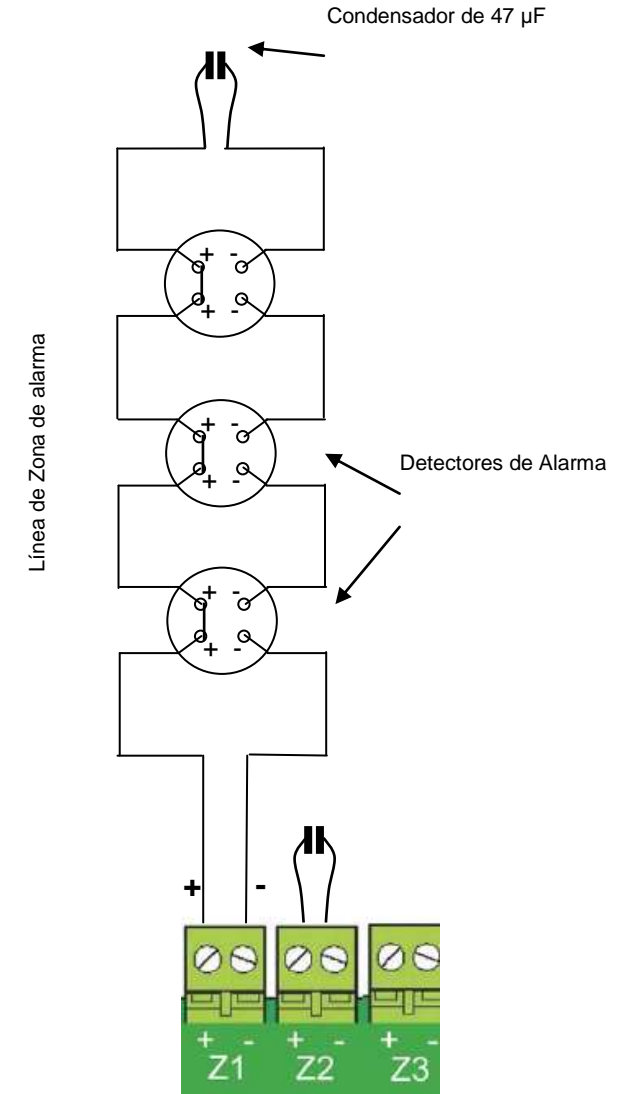 Condensador de 47 µF
+ -
+ -
Línea de Zona de alarma
+ -
+ -
Detectores de Alarma
+ -
+ -
+ -
+ - + - + -
Z1 Z2 Z3